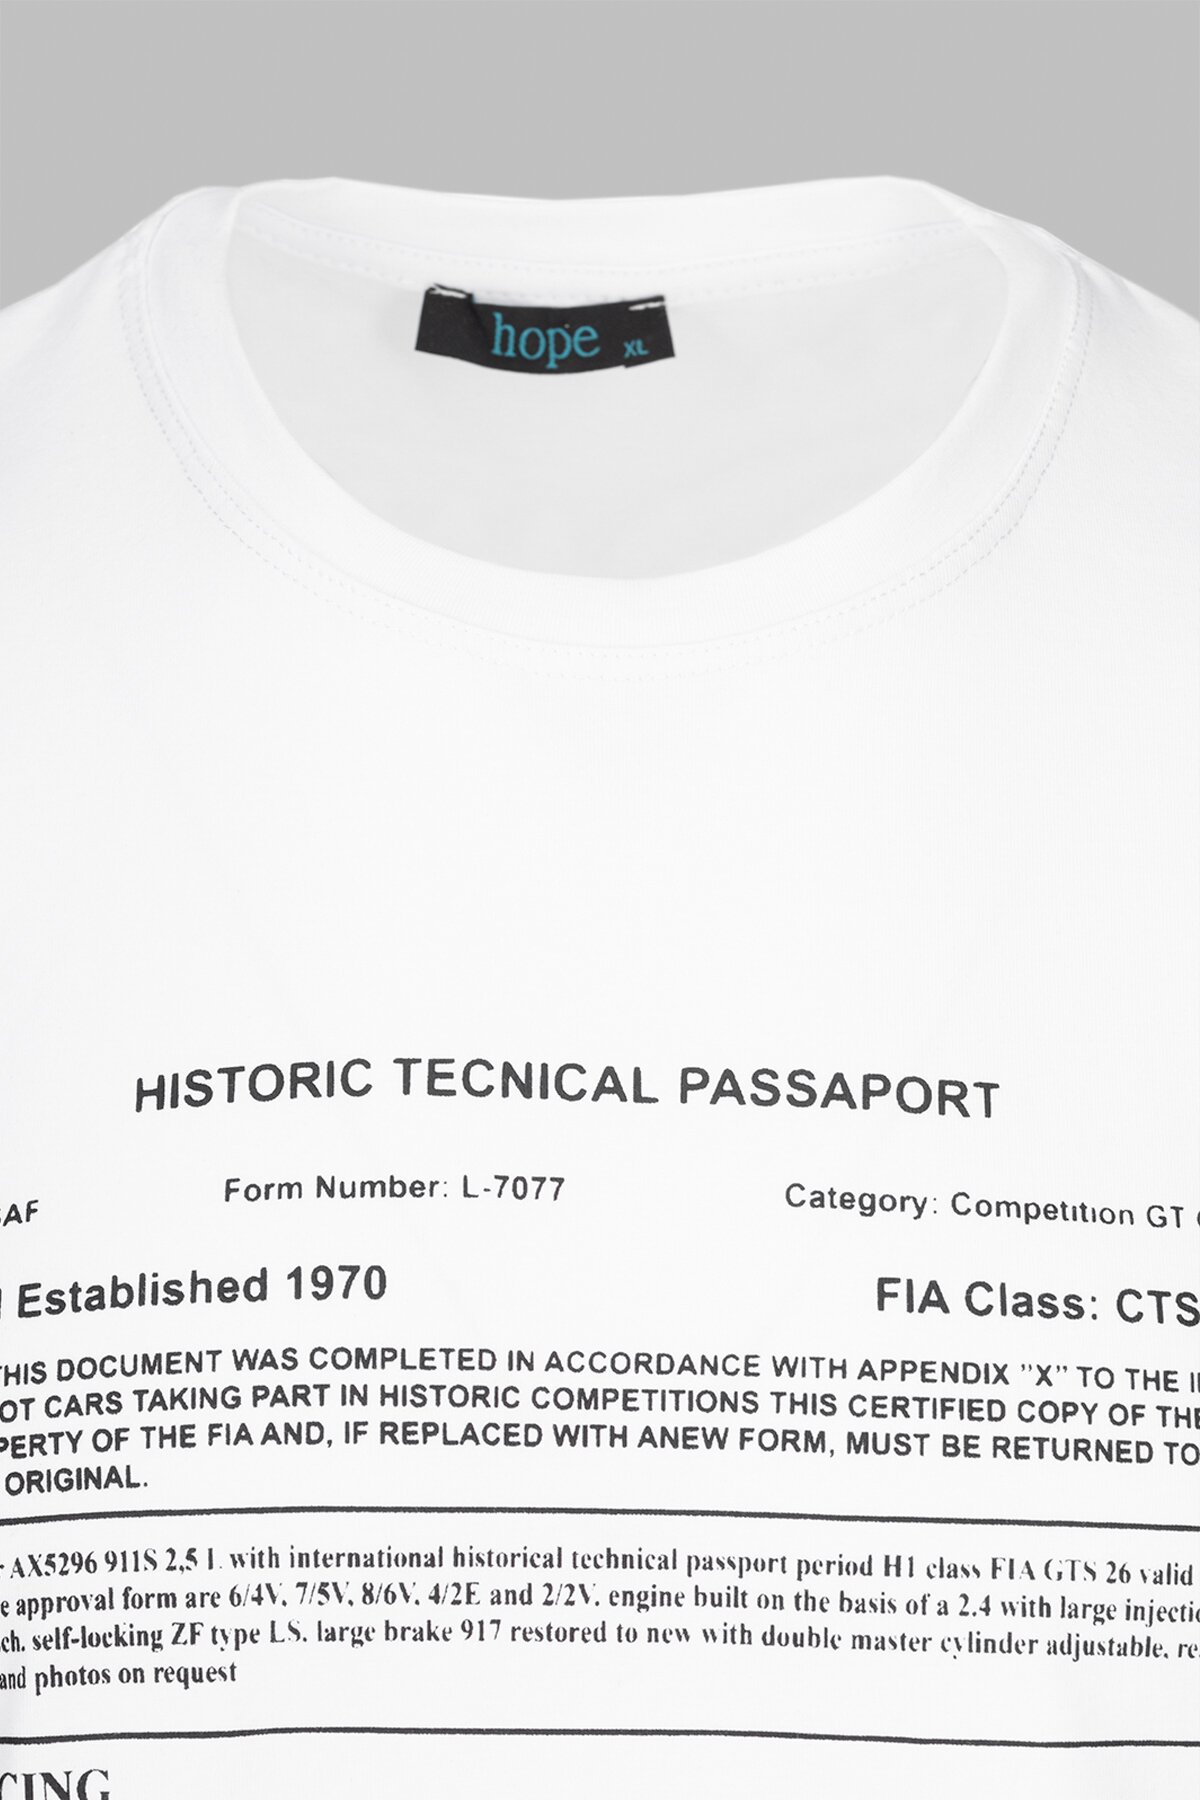 hope XL
HISTORIC TECNICAL PASSAPORT
Form Number: L-7077 Category: Competition GT
Established 1970 FIA Class: CTS
THIS DOCUMENT WAS COMPLETED IN ACCORDANCE WITH APPENDIX "X" TO THE
CARS TAKING PART IN HISTORIC COMPETITIONS THIS CERTIFIED COPY OF THE
OF THE FIA AND, IF REPLACED WITH ANEW FORM, MUST BE RETURNED TO
ORIGINAL.
AX5296 911S 2,5 l. with international historical technical passport period H1 class FIA GTS 26 valid
approval form are 6/4V, 7/5V, 8/6V, 4/2E and 2/2V. engine built on the basis of a 2.4 with large
self-locking ZF type LS. large brake 917 restored to new with double master cylinder adjustable,
and photos on request